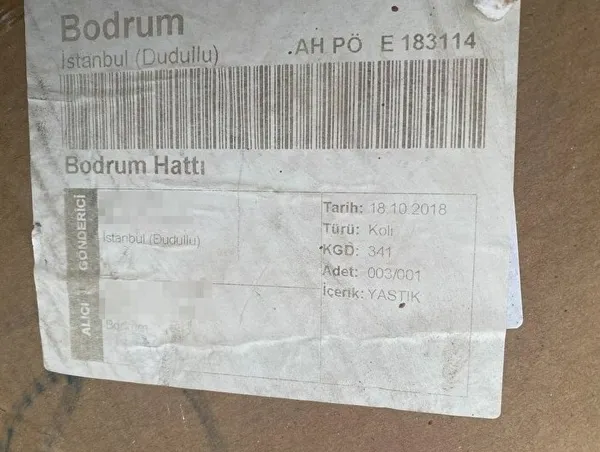 Bodrum
İstanbul (Dudullu)
AH PÖ E 183114
Bodrum Hattı
GÖNDERİCİ
İstanbul (Dudullu)
ALICI
Bodrum
Tarih: 18.10.2018
Türü: Koli
KGD: 341
Adet: 003/001
İçerik: YASTIK